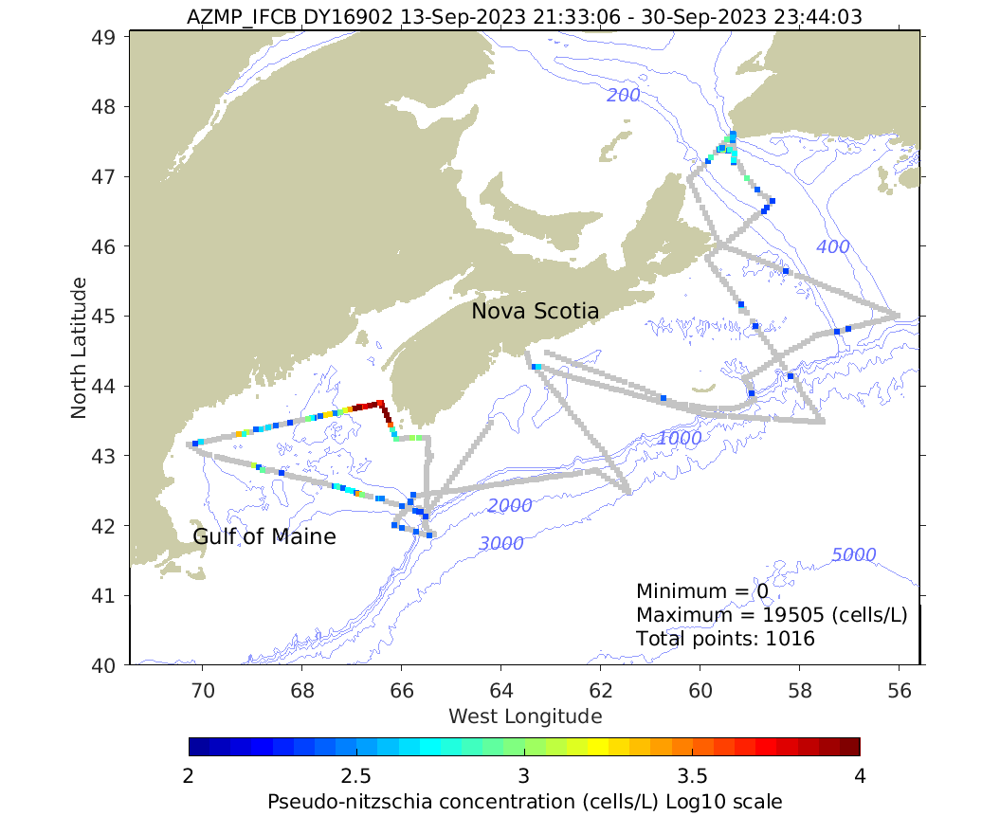 AZMP_IFCB DY16902 13-Sep-2023 21:33:06 - 30-Sep-2023 23:44:03
49
48
47
46
45
44
43
42
41
40
North Latitude
200
400
Nova Scotia
1000
2000
3000
5000
Gulf of Maine
Minimum = 0
Maximum = 19505 (cells/L)
Total points: 1016
70 68 66 64 62 60 58 56
West Longitude
2 2.5 3 3.5 4
Pseudo-nitzschia concentration (cells/L) Log10 scale